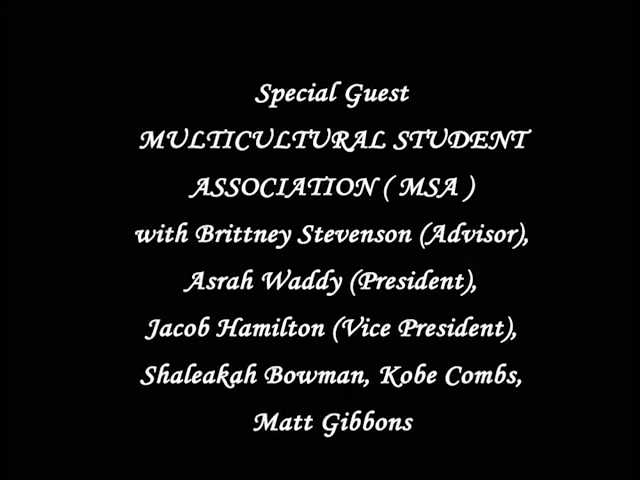 Special Guest
MULTICULTURAL STUDENT
ASSOCIATION ( MSA )
with Brittney Stevenson (Advisor),
Asrah Waddy (President),
Jacob Hamilton (Vice President),
Shaleakah Bowman, Kobe Combs,
Matt Gibbons